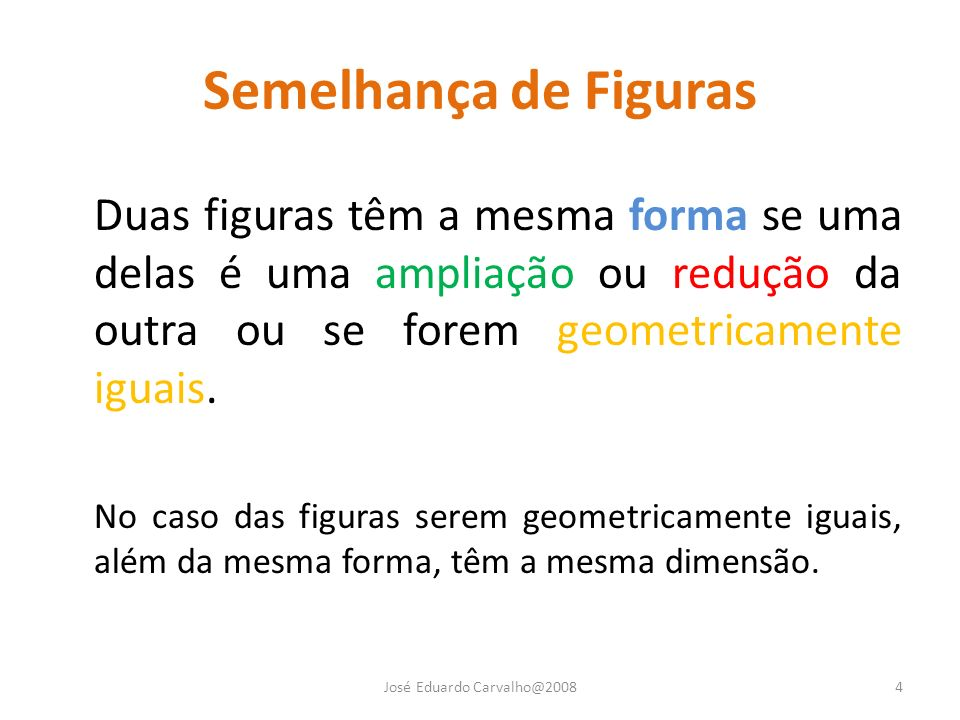 Semelhança de Figuras
Duas figuras têm a mesma forma se uma
delas é uma ampliação ou redução da
outra ou se forem geometricamente
iguais.
No caso das figuras serem geometricamente iguais,
além da mesma forma, têm a mesma dimensão.
José Eduardo Carvalho@2008 4